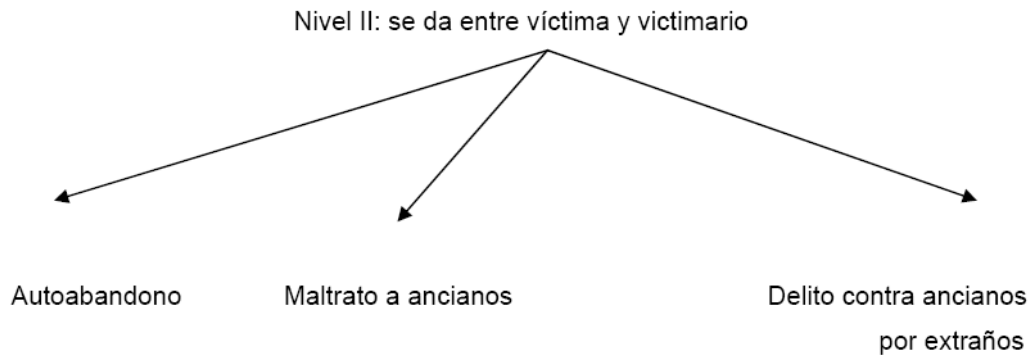 Nivel II: se da entre víctima y victimario
Autoabandono
Maltrato a ancianos
Delito contra ancianos
por extraños